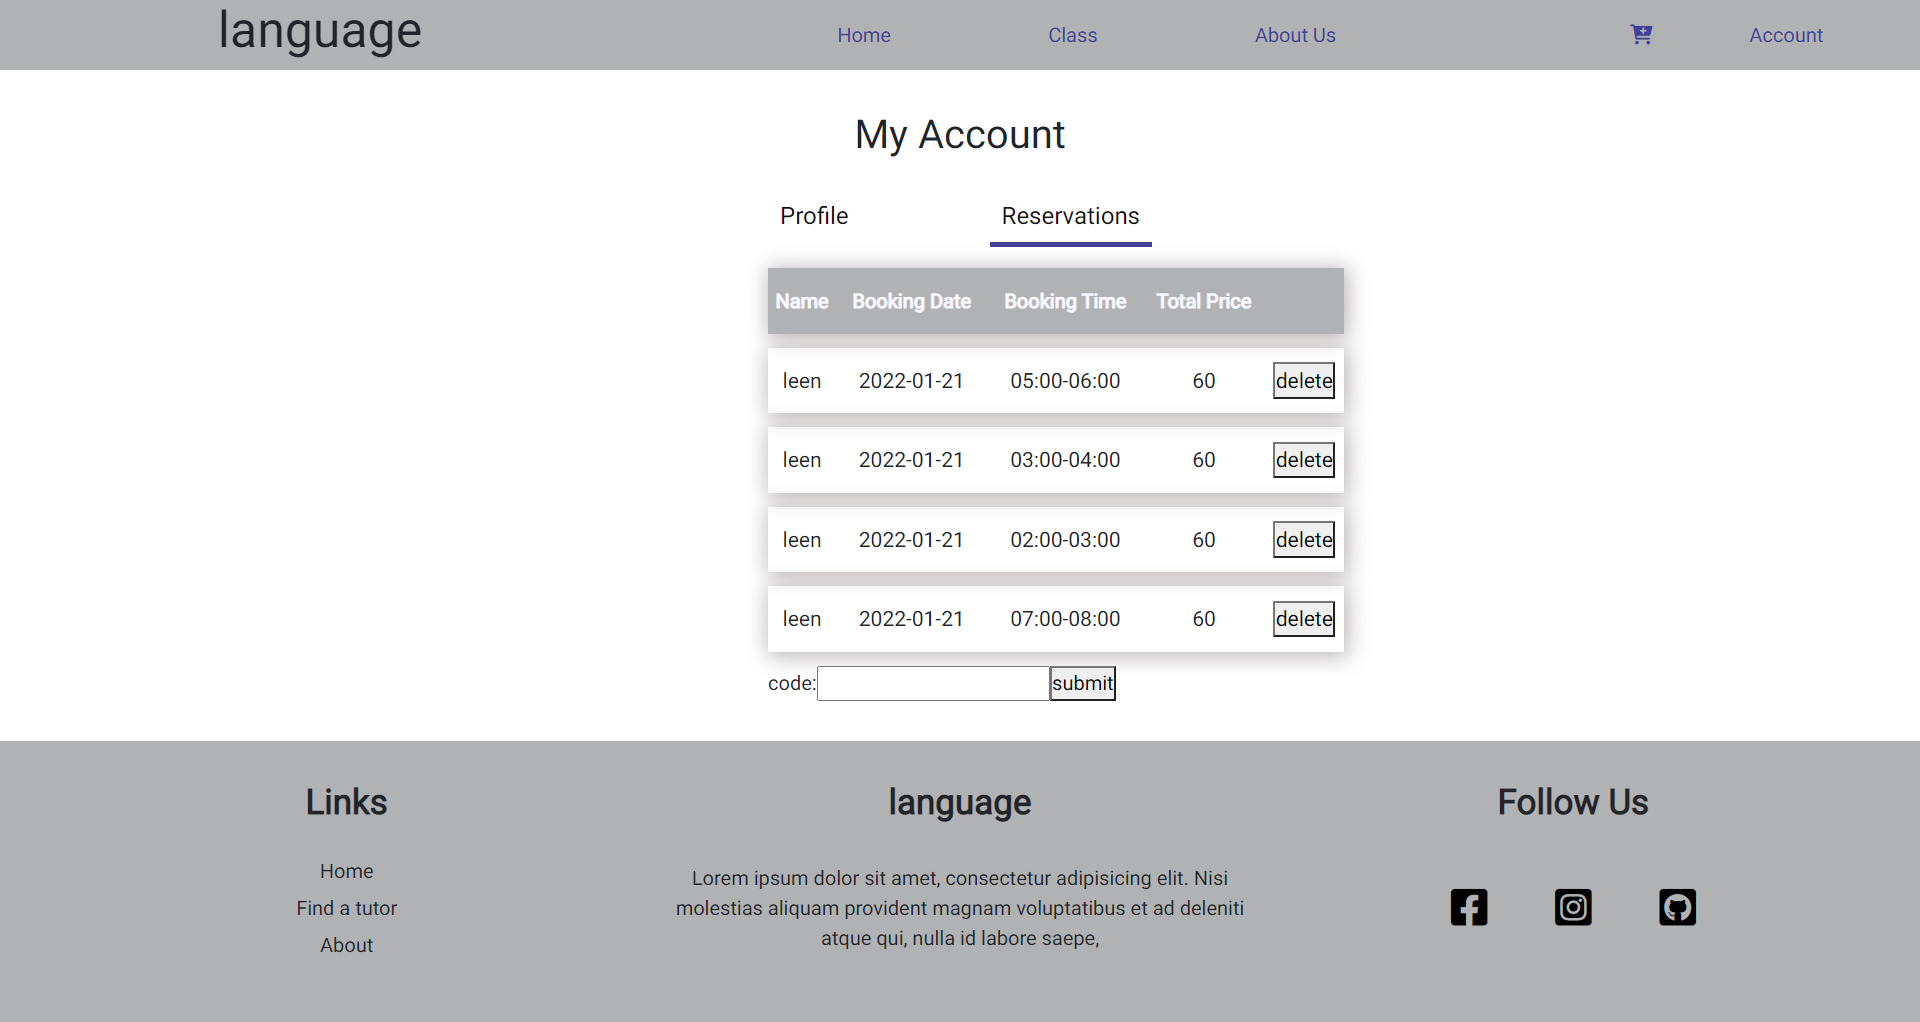 language Home Class About Us Account
My Account
Profile Reservations
Name Booking Date Booking Time Total Price
leen 2022-01-21 05:00-06:00 60 delete
leen 2022-01-21 03:00-04:00 60 delete
leen 2022-01-21 02:00-03:00 60 delete
leen 2022-01-21 07:00-08:00 60 delete
code: submit
Links
Home
Find a tutor
About
language
Lorem ipsum dolor sit amet, consectetur adipisicing elit. Nisi
molestias aliquam provident magnam voluptatibus et ad deleniti
atque qui, nulla id labore saepe,
Follow Us